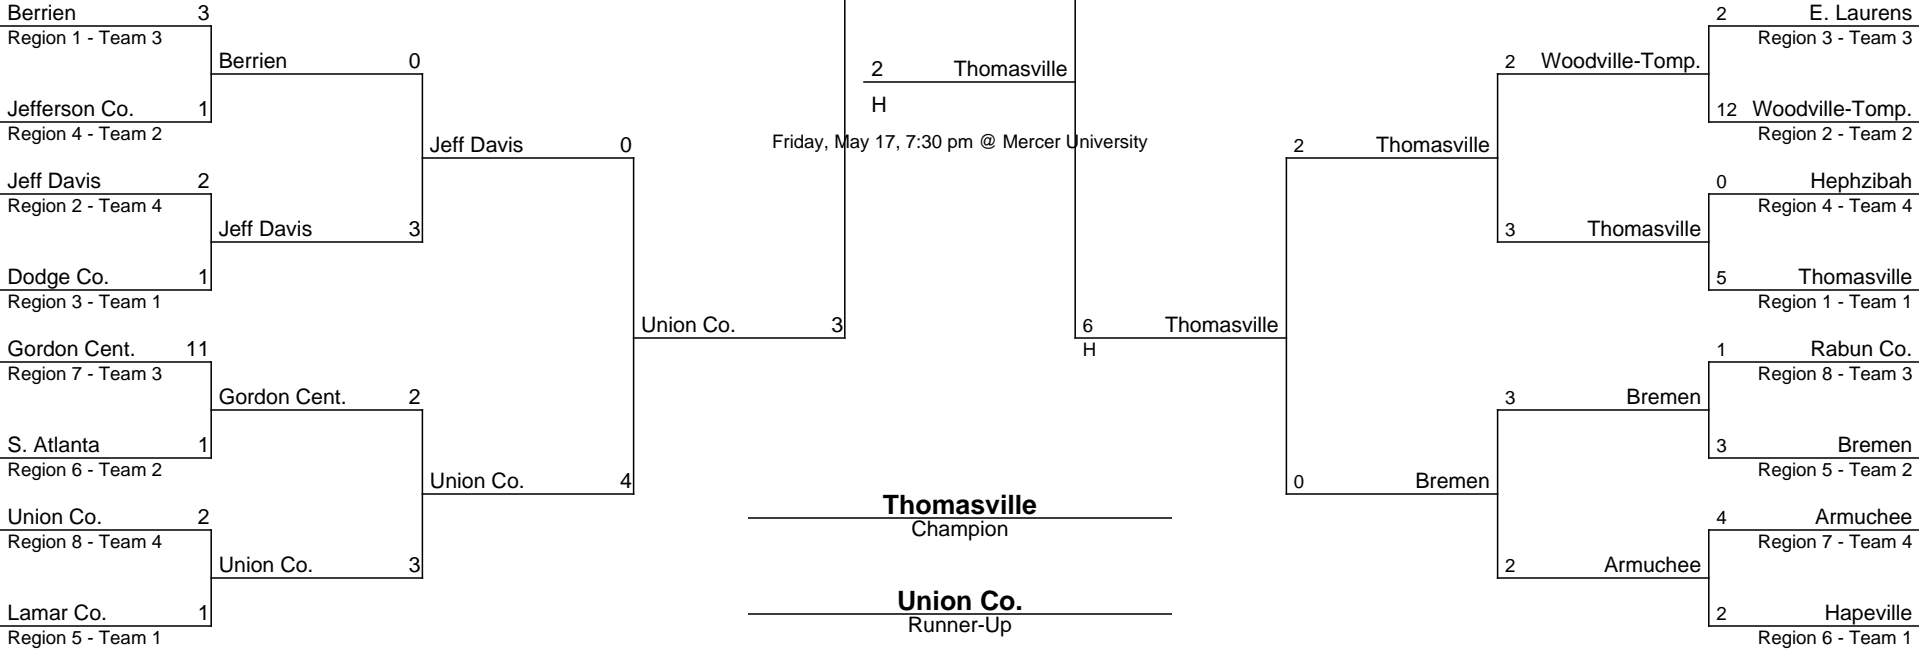 Berrien 3
Region 1 - Team 3
Berrien 0
Jefferson Co. 1
Region 4 - Team 2
Jeff Davis 0
Jeff Davis 2
Region 2 - Team 4
Jeff Davis 3
Dodge Co. 1
Region 3 - Team 1
Union Co. 3
Gordon Cent. 11
Region 7 - Team 3
Gordon Cent. 2
S. Atlanta 1
Region 6 - Team 2
Union Co. 4
Union Co. 2
Region 8 - Team 4
Union Co. 3
Lamar Co. 1
Region 5 - Team 1
2 Thomasville
H
Friday, May 17, 7:30 pm @ Mercer University
Thomasville
Champion
Union Co.
Runner-Up
2 E. Laurens
Region 3 - Team 3
2 Woodville-Tomp.
12 Woodville-Tomp.
Region 2 - Team 2
2 Thomasville
0 Hephzibah
Region 4 - Team 4
3 Thomasville
5 Thomasville
Region 1 - Team 1
6 Thomasville
H
1 Rabun Co.
Region 8 - Team 3
3 Bremen
3 Bremen
Region 5 - Team 2
0 Bremen
4 Armuchee
Region 7 - Team 4
2 Armuchee
2 Hapeville
Region 6 - Team 1